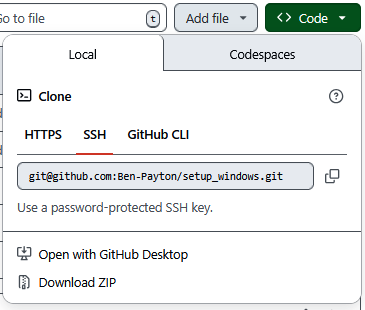 Go to file t Add file <> Code
Local Codespaces
Clone
HTTPS SSH GitHub CLI
git@github.com:Ben-Payton/setup_windows.git
Use a password-protected SSH key.
Open with GitHub Desktop
Download ZIP